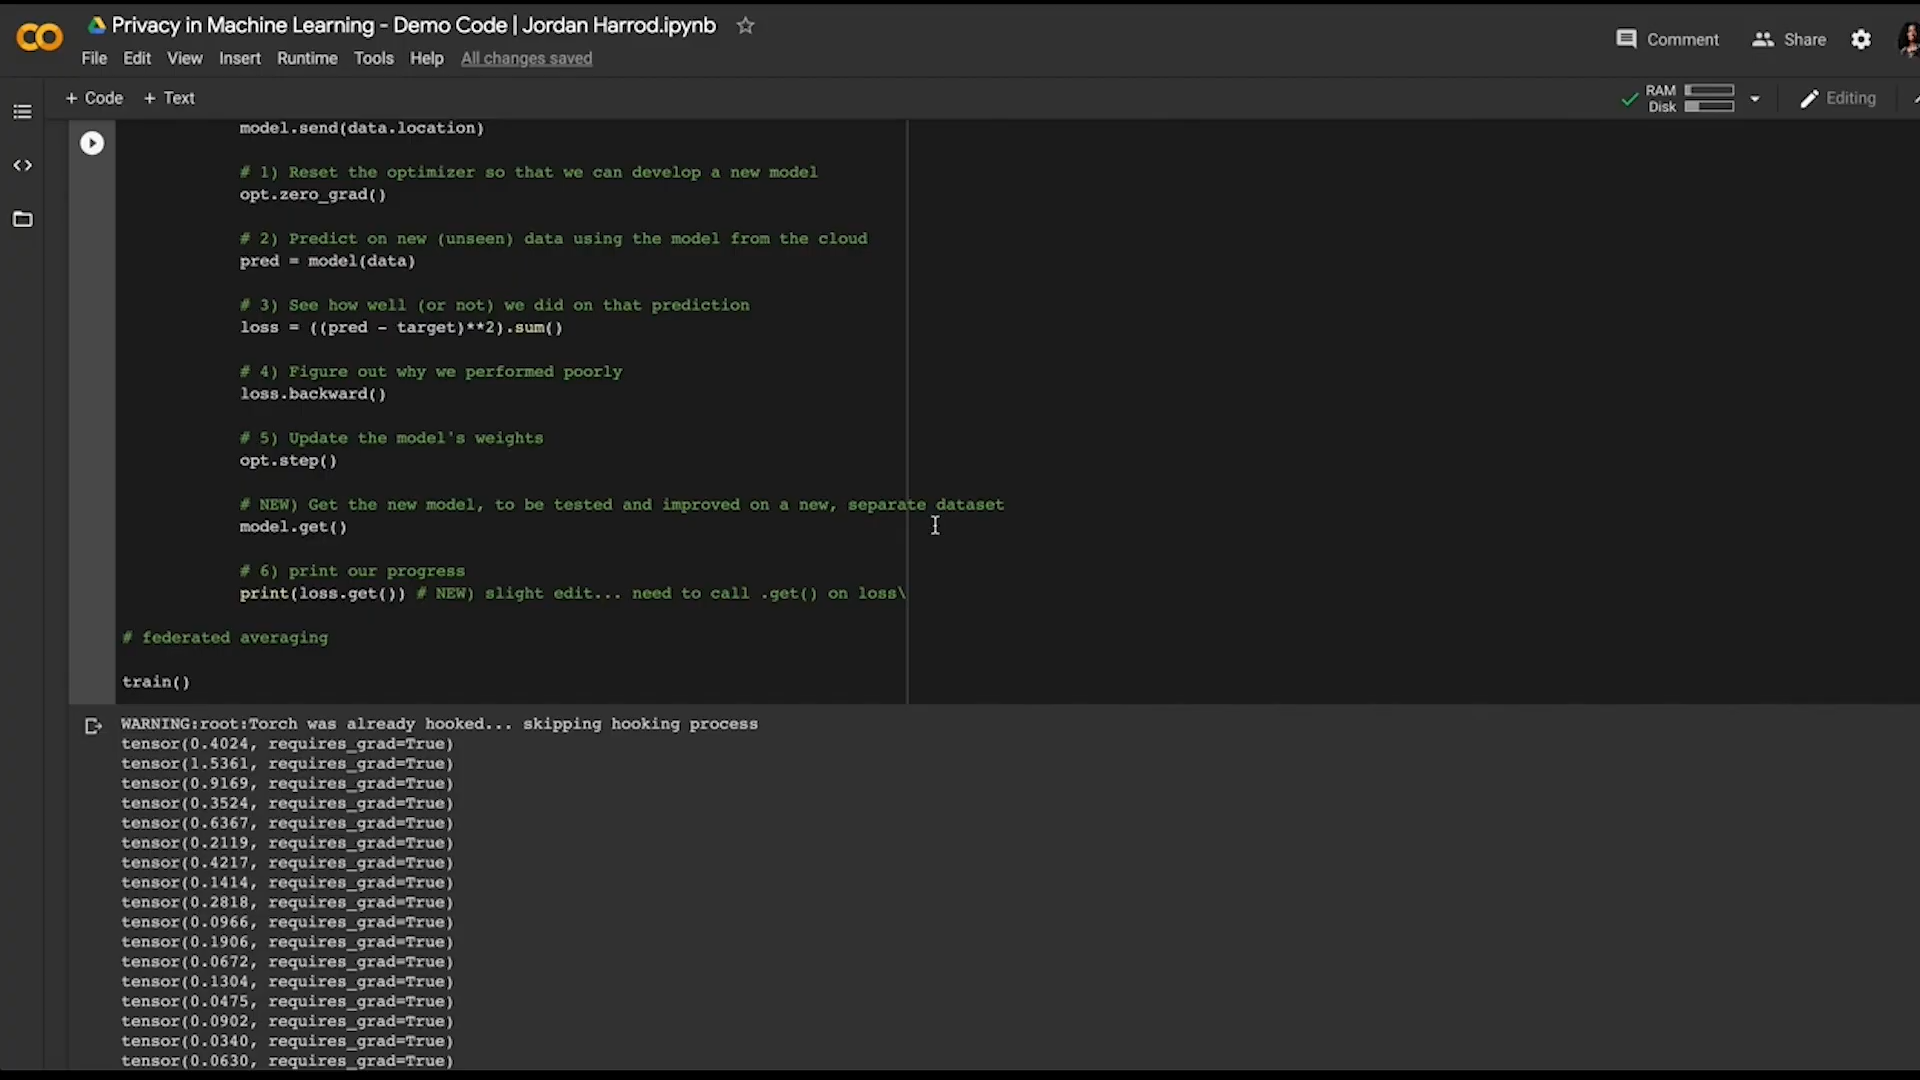 CO
Privacy in Machine Learning - Demo Code | Jordan Harrod.ipynb
File Edit View Insert Runtime Tools Help All changes saved
Comment Share
+ Code + Text
RAM
Disk
Editing
model.send(data.location)
# 1) Reset the optimizer so that we can develop a new model
opt.zero_grad()
# 2) Predict on new (unseen) data using the model from the cloud
pred = model(data)
# 3) See how well (or not) we did on that prediction
loss = ((pred - target)**2).sum()
# 4) Figure out why we performed poorly
loss.backward()
# 5) Update the model's weights
opt.step()
# NEW) Get the new model, to be tested and improved on a new, separate dataset
model.get()
# 6) print our progress
print(loss.get()) # NEW) slight edit... need to call .get() on loss\
# federated averaging
train()
WARNING:root:Torch was already hooked... skipping hooking process
tensor(0.4024, requires_grad=True)
tensor(1.5361, requires_grad=True)
tensor(0.9169, requires_grad=True)
tensor(0.3524, requires_grad=True)
tensor(0.6367, requires_grad=True)
tensor(0.2119, requires_grad=True)
tensor(0.4217, requires_grad=True)
tensor(0.1414, requires_grad=True)
tensor(0.2818, requires_grad=True)
tensor(0.0966, requires_grad=True)
tensor(0.1906, requires_grad=True)
tensor(0.0672, requires_grad=True)
tensor(0.1304, requires_grad=True)
tensor(0.0475, requires_grad=True)
tensor(0.0902, requires_grad=True)
tensor(0.0340, requires_grad=True)
tensor(0.0630, requires_grad=True)